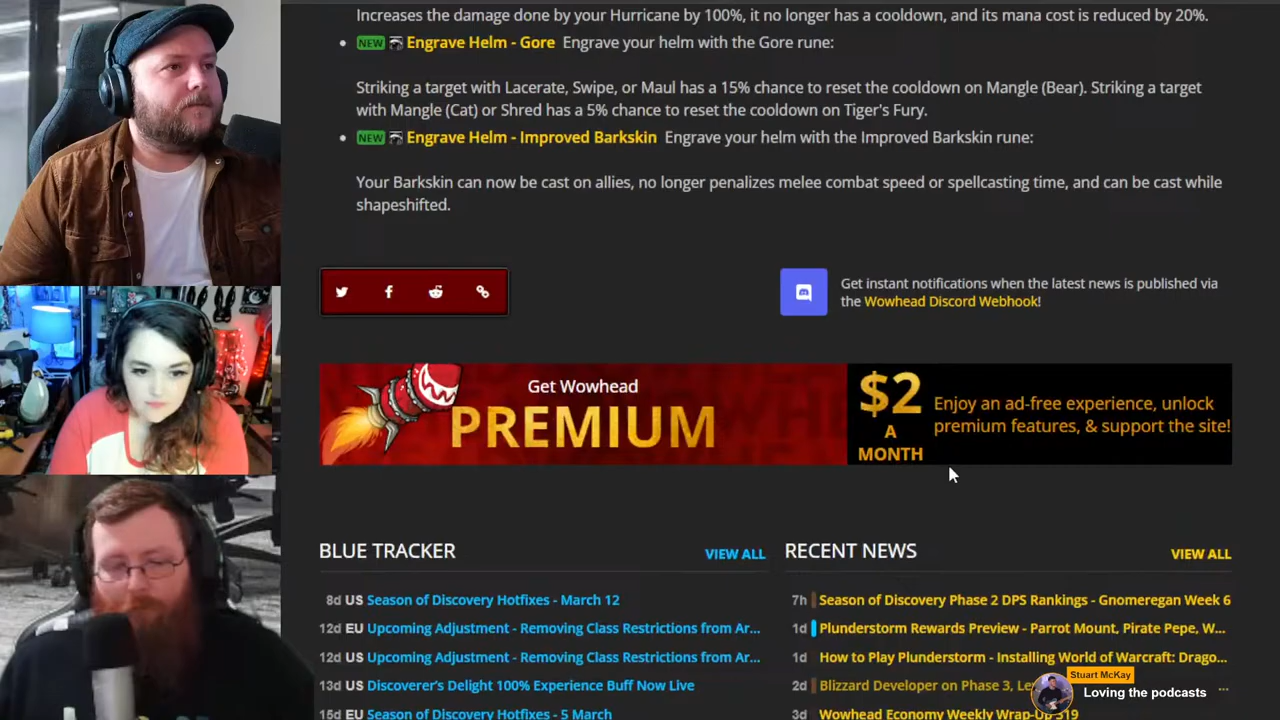 Increases the damage done by your Hurricane by 100%, it no longer has a cooldown, and its mana cost is reduced by 20%.
NEW Engrave Helm - Gore Engrave your helm with the Gore rune:
Striking a target with Lacerate, Swipe, or Maul has a 15% chance to reset the cooldown on Mangle (Bear). Striking a target
with Mangle (Cat) or Shred has a 5% chance to reset the cooldown on Tiger's Fury.
NEW Engrave Helm - Improved Barkskin Engrave your helm with the Improved Barkskin rune:
Your Barkskin can now be cast on allies, no longer penalizes melee combat speed or spellcasting time, and can be cast while
shapeshifted.
Get instant notifications when the latest news is published via
the Wowhead Discord Webhook!
Get Wowhead
PREMIUM
$2
A
MONTH
Enjoy an ad-free experience, unlock
premium features, & support the site!
BLUE TRACKER
VIEW ALL
8d US Season of Discovery Hotfixes - March 12
12d EU Upcoming Adjustment - Removing Class Restrictions from Ar...
12d US Upcoming Adjustment - Removing Class Restrictions from Ar...
13d US Discoverer's Delight 100% Experience Buff Now Live
15d EU Season of Discovery Hotfixes - 5 March
RECENT NEWS
VIEW ALL
7h Season of Discovery Phase 2 DPS Rankings - Gnomeregan Week 6
1d Plunderstorm Rewards Preview - Parrot Mount, Pirate Pepe, W...
1d How to Play Plunderstorm - Installing World of Warcraft: Drago...
2d Blizzard Developer on Phase 3, ...
3d Wowhead Economy Weekly Wrap-Up 319
Stuart McKay
Loving the podcasts